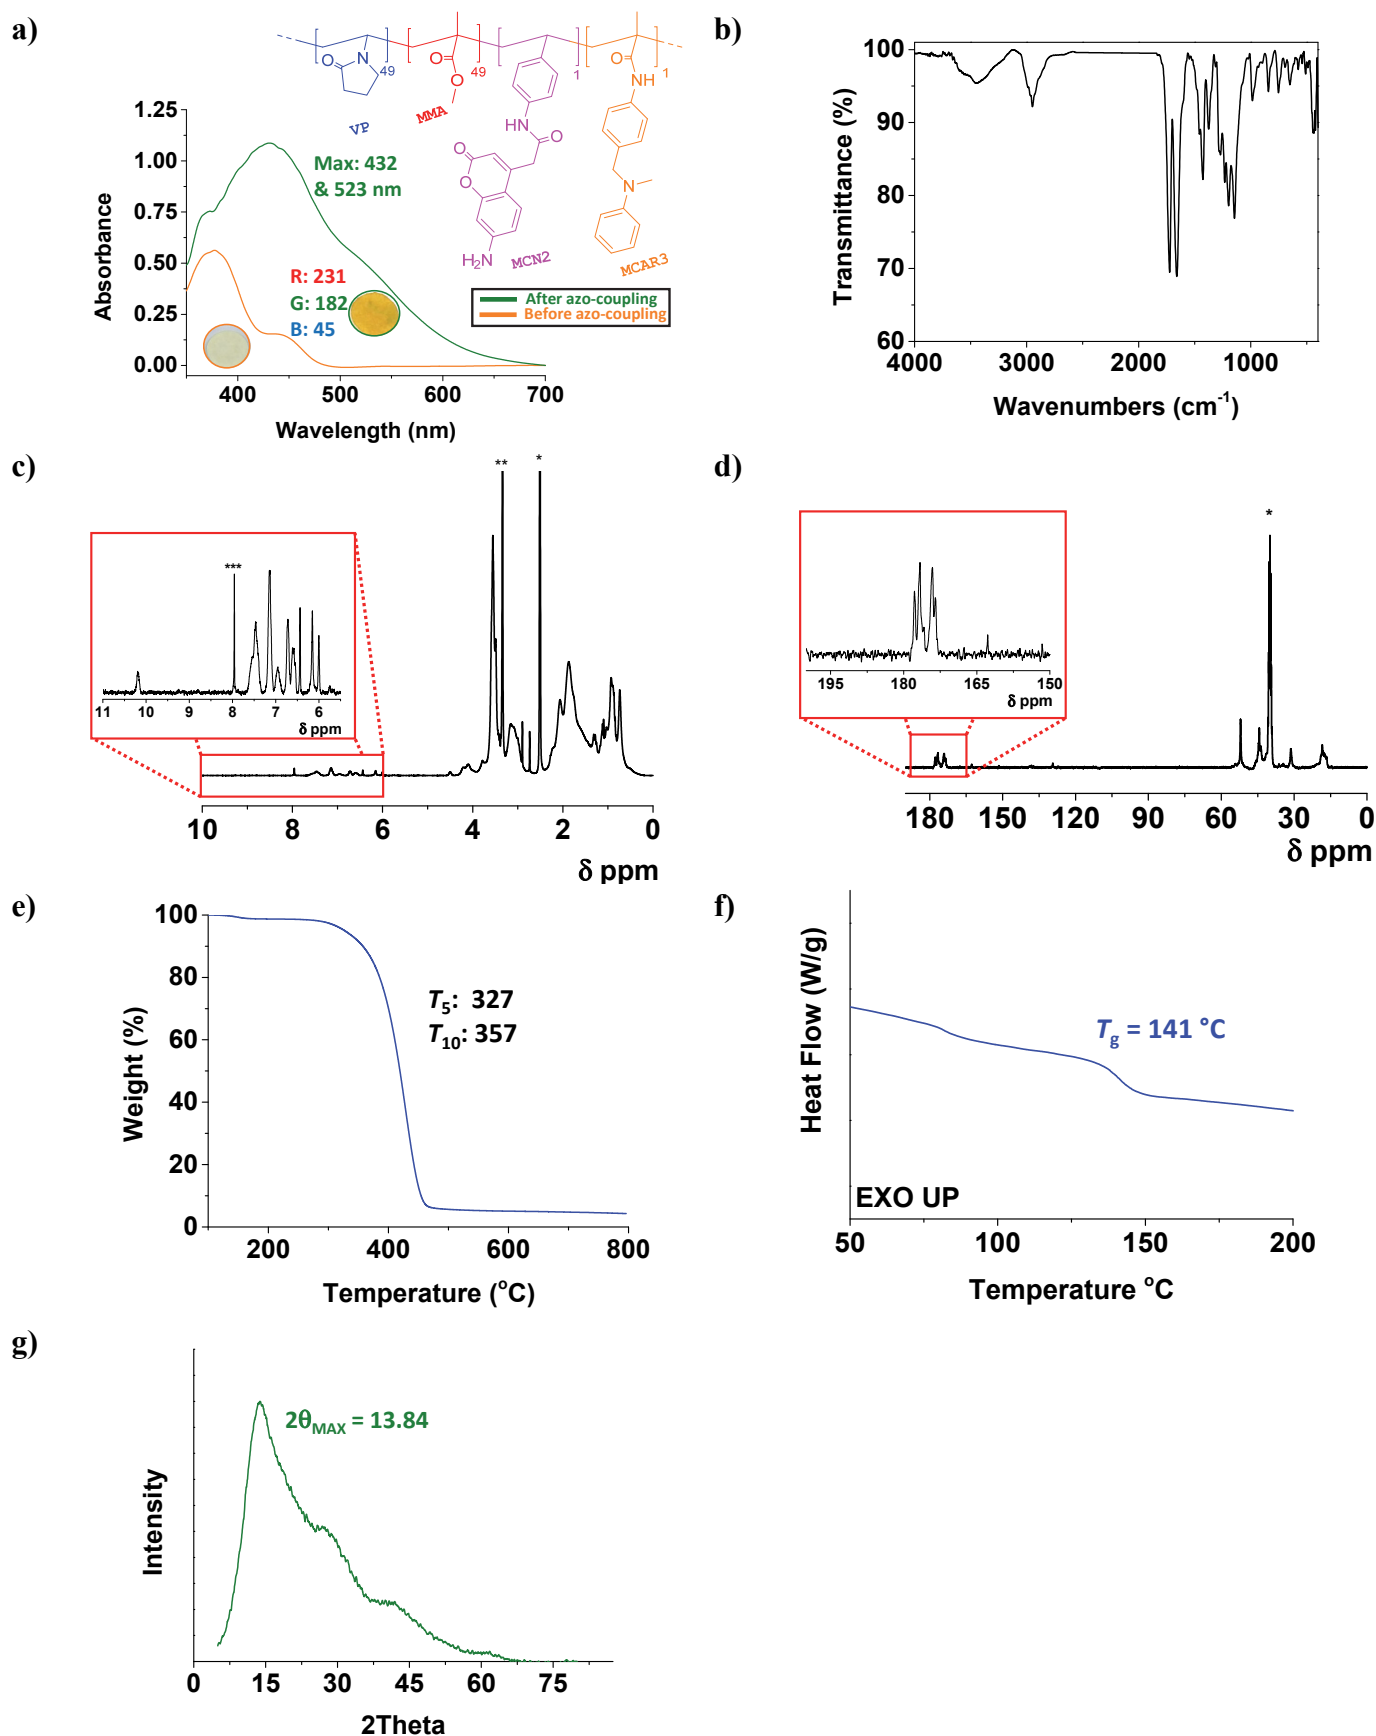 a)
VP
49
MMA
49
MCN2
1
MCAR3
1
O
N
O
O
HN
O
O
O
H₂N
O
NH
N
1.25
1.00
0.75
0.50
0.25
0.00
Absorbance
Max: 432
& 523 nm
R: 231
G: 182
B: 45
After azo-coupling
Before azo-coupling
400 500 600 700
Wavelength (nm)
b)
100
90
80
70
60
Transmittance (%)
4000 3000 2000 1000
Wavenumbers (cm⁻¹)
c)
** *
***
11 10 9 8 7 6
δ ppm
10 8 6 4 2 0
δ ppm
d)
*
195 180 165 150
δ ppm
180 150 120 90 60 30 0
δ ppm
e)
100
80
60
40
20
0
Weight (%)
T₅: 327
T₁₀: 357
200 400 600 800
Temperature (°C)
f)
Heat Flow (W/g)
Tg = 141 °C
EXO UP
50 100 150 200
Temperature °C
g)
Intensity
2θMAX = 13.84
0 15 30 45 60 75
2Theta